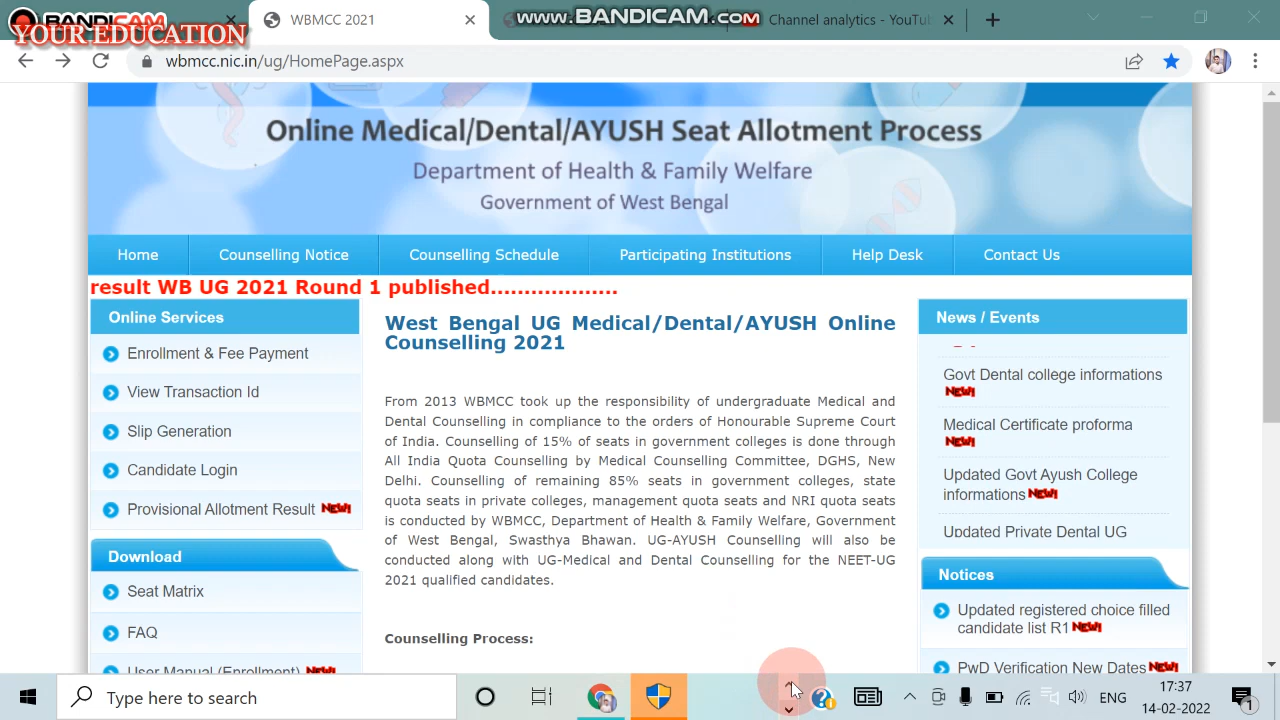 BANDICAM
YOUR EDUCATION
WBMCC 2021
www.BANDICAM.com
Channel analytics - YouTu
wbmcc.nic.in/ug/HomePage.aspx
Online Medical/Dental/AYUSH Seat Allotment Process
Department of Health & Family Welfare
Government of West Bengal
Home Counselling Notice Counselling Schedule Participating Institutions Help Desk Contact Us
result WB UG 2021 Round 1 published...................
Online Services
Enrollment & Fee Payment
View Transaction Id
Slip Generation
Candidate Login
Provisional Allotment Result NEW!
Download
Seat Matrix
FAQ
User Manual (Enrollment) NEW!
West Bengal UG Medical/Dental/AYUSH Online
Counselling 2021
From 2013 WBMCC took up the responsibility of undergraduate Medical and
Dental Counselling in compliance to the orders of Honourable Supreme Court
of India. Counselling of 15% of seats in government colleges is done through
All India Quota Counselling by Medical Counselling Committee, DGHS, New
Delhi. Counselling of remaining 85% seats in government colleges, state
quota seats in private colleges, management quota seats and NRI quota seats
is conducted by WBMCC, Department of Health & Family Welfare, Government
of West Bengal, Swasthya Bhawan. UG-AYUSH Counselling will also be
conducted along with UG-Medical and Dental Counselling for the NEET-UG
2021 qualified candidates.
Counselling Process:
News / Events
Govt Dental college informations
NEW!
Medical Certificate proforma
NEW!
Updated Govt Ayush College
informations NEW!
Updated Private Dental UG
Notices
Updated registered choice filled
candidate list R1 NEW!
PwD Verification New Dates NEW!
Type here to search
ENG
17:37
14-02-2022
1